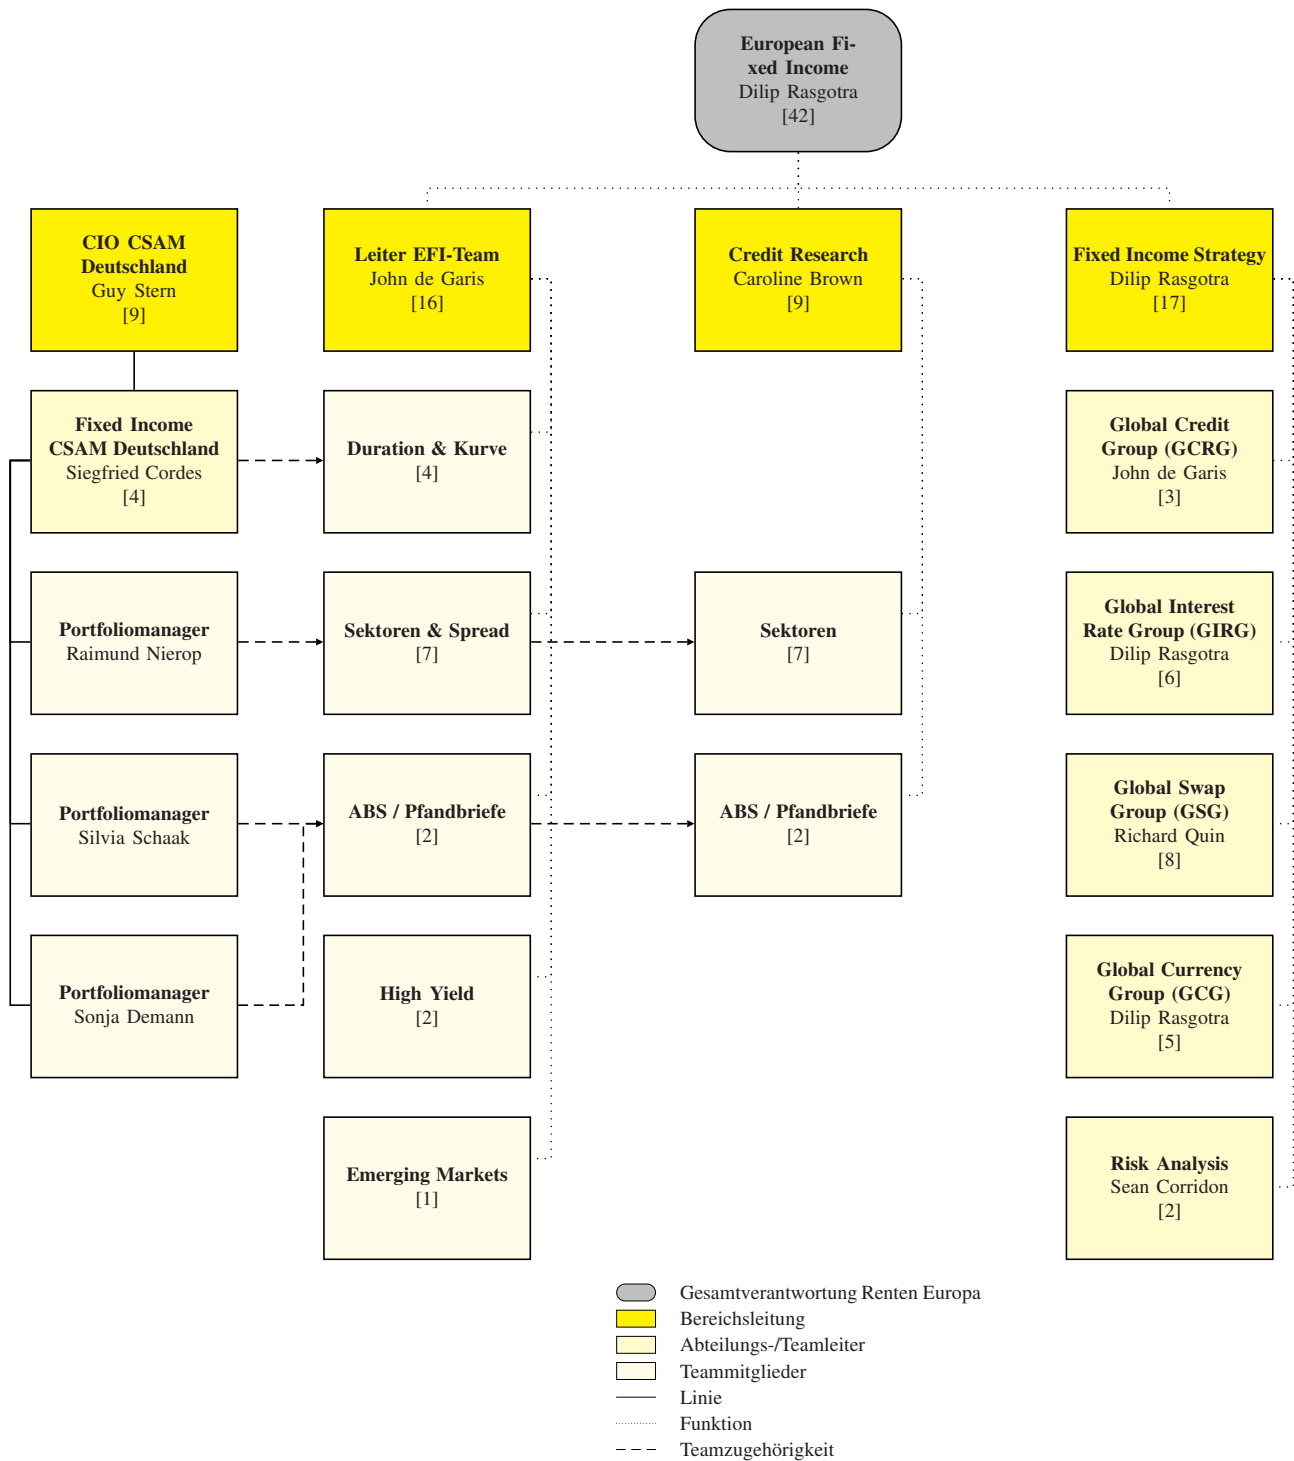 European Fi-
xed Income
Dilip Rasgotra
[42]
CIO CSAM
Deutschland
Guy Stern
[9]
Leiter EFI-Team
John de Garis
[16]
Credit Research
Caroline Brown
[9]
Fixed Income Strategy
Dilip Rasgotra
[17]
Fixed Income
CSAM Deutschland
Siegfried Cordes
[4]
Duration & Kurve
[4]
Global Credit
Group (GCRG)
John de Garis
[3]
Portfoliomanager
Raimund Nierop
Sektoren & Spread
[7]
Sektoren
[7]
Global Interest
Rate Group (GIRG)
Dilip Rasgotra
[6]
Portfoliomanager
Silvia Schaak
ABS / Pfandbriefe
[2]
ABS / Pfandbriefe
[2]
Global Swap
Group (GSG)
Richard Quin
[8]
Portfoliomanager
Sonja Demann
High Yield
[2]
Global Currency
Group (GCG)
Dilip Rasgotra
[5]
Emerging Markets
[1]
Risk Analysis
Sean Corridon
[2]
Gesamtverantwortung Renten Europa
Bereichsleitung
Abteilungs-/Teamleiter
Teammitglieder
Linie
Funktion
Teamzugehörigkeit